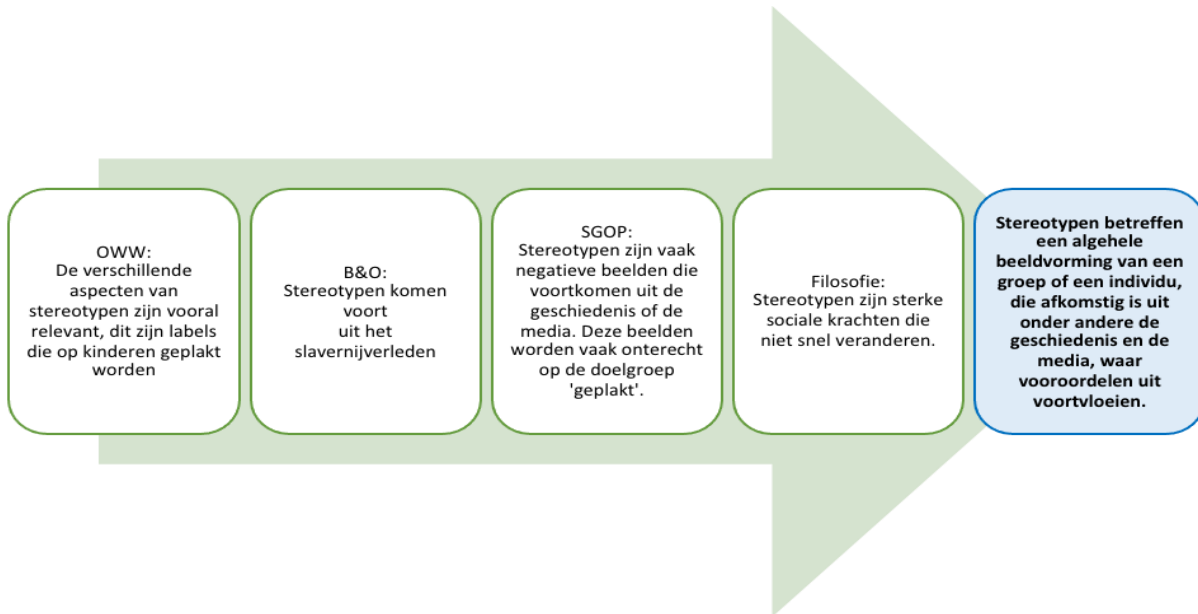 OWW:
De verschillende
aspecten van
stereotypen zijn vooral
relevant, dit zijn labels
die op kinderen geplakt
worden
B&O:
Stereotypen komen
voort
uit het
slavernijverleden
SGOP:
Stereotypen zijn vaak
negatieve beelden die
voortkomen uit de
geschiedenis of de
media. Deze beelden
worden vaak onterecht
op de doelgroep
'geplakt'.
Filosofie:
Stereotypen zijn sterke
sociale krachten die
niet snel veranderen.
Stereotypen betreffen
een algehele
beeldvorming van een
groep of een individu,
die afkomstig is uit
onder andere de
geschiedenis en de
media, waar
vooroordelen uit
voortvloeien.